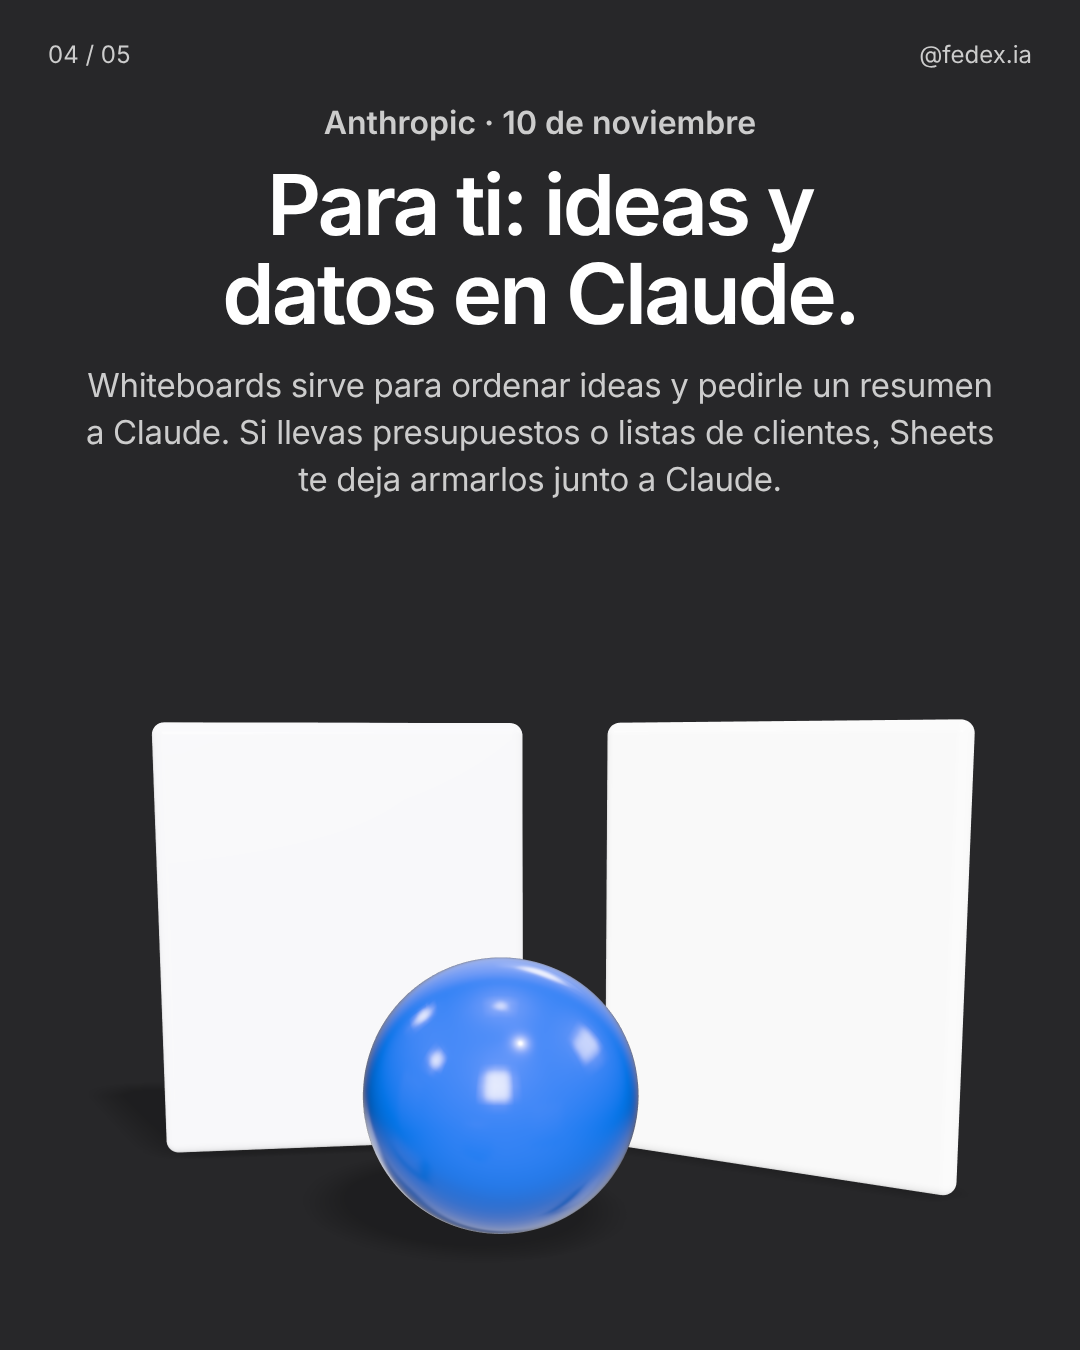 04 / 05
@fedex.ia
Anthropic · 10 de noviembre
Para ti: ideas y
datos en Claude.
Whiteboards sirve para ordenar ideas y pedirle un resumen
a Claude. Si llevas presupuestos o listas de clientes, Sheets
te deja armarlos junto a Claude.